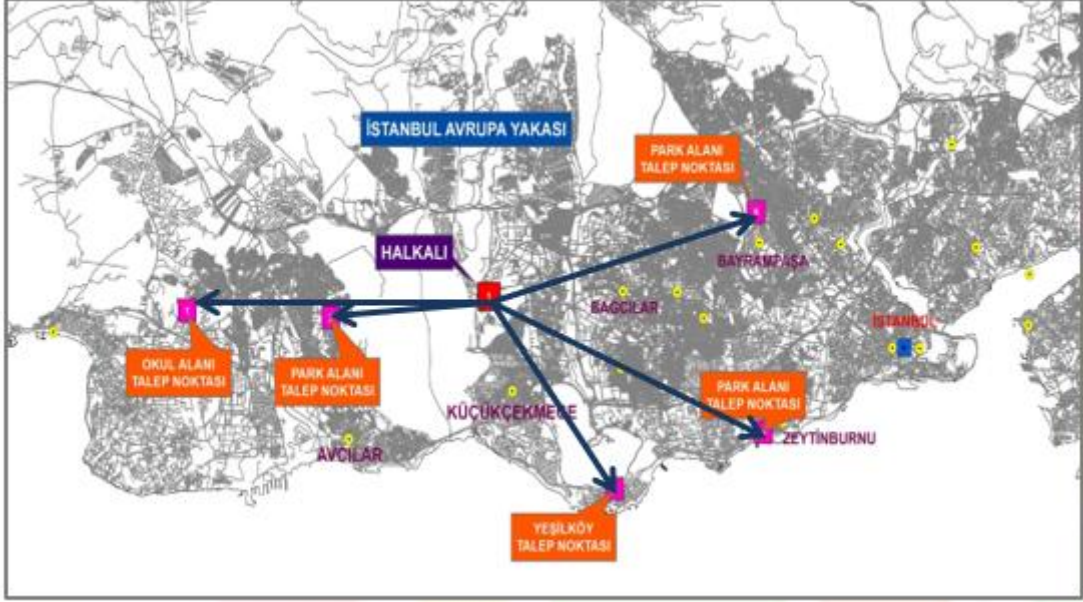 İSTANBUL AVRUPA YAKASI
PARK ALANI
TALEP NOKTASI
HALKALI
BAYRAMPAŞA
BAGCILAR
İSTANBUL
OKUL ALANI
TALEP NOKTASI
PARK ALANI
TALEP NOKTASI
PARK ALANI
TALEP NOKTASI
KÜÇÜKÇEKMECE
ZEYTİNBURNU
AVCILAR
YEŞİLKÖY
TALEP NOKTASI